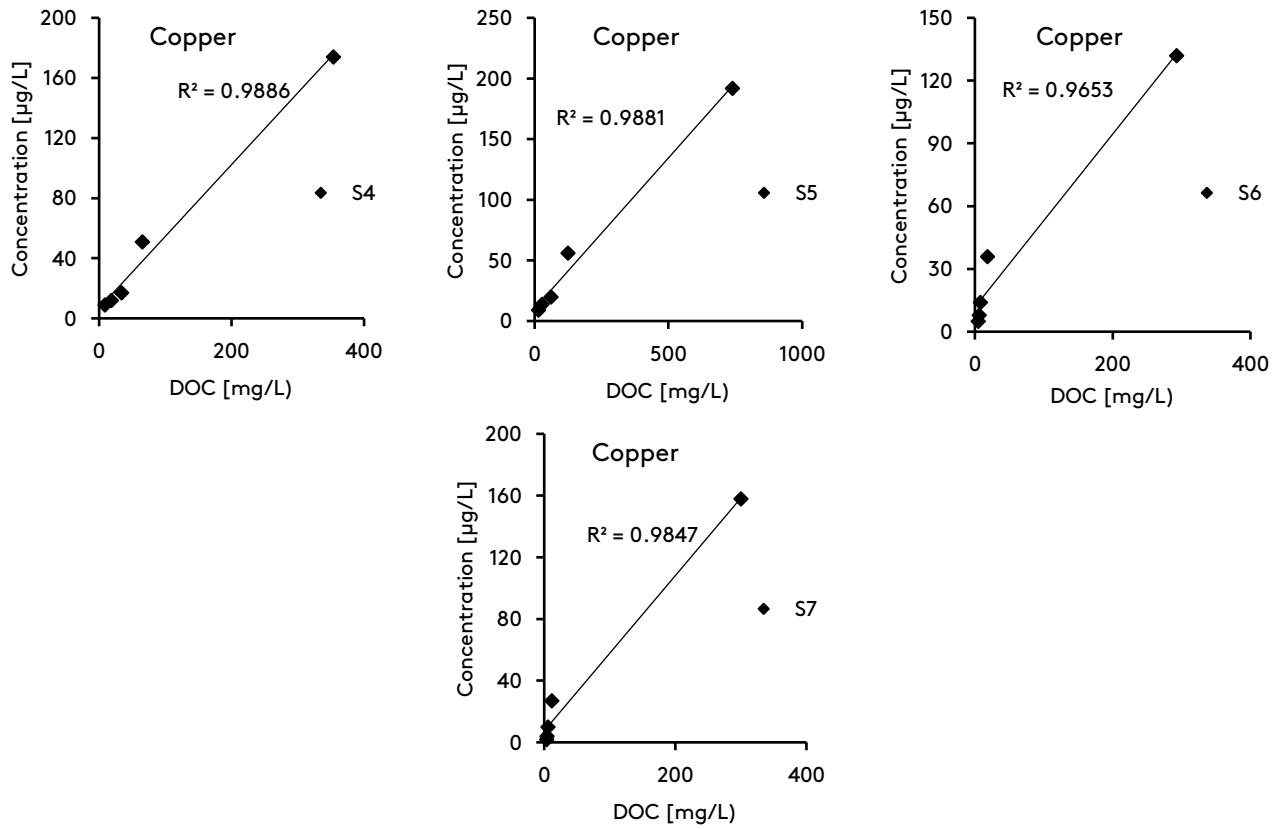 Copper
R² = 0.9886
Concentration [µg/L]
200
160
120
80
40
0
0 200 400
DOC [mg/L)
S4
Copper
R² = 0.9881
Concentration [µg/L]
250
200
150
100
50
0
0 500 1000
DOC [mg/L)
S5
Copper
R² = 0.9653
Concentration [µg/L]
150
120
90
60
30
0
0 200 400
DOC [mg/L)
S6
Copper
R² = 0.9847
Concentration [µg/L]
200
160
120
80
40
0
0 200 400
DOC [mg/L)
S7